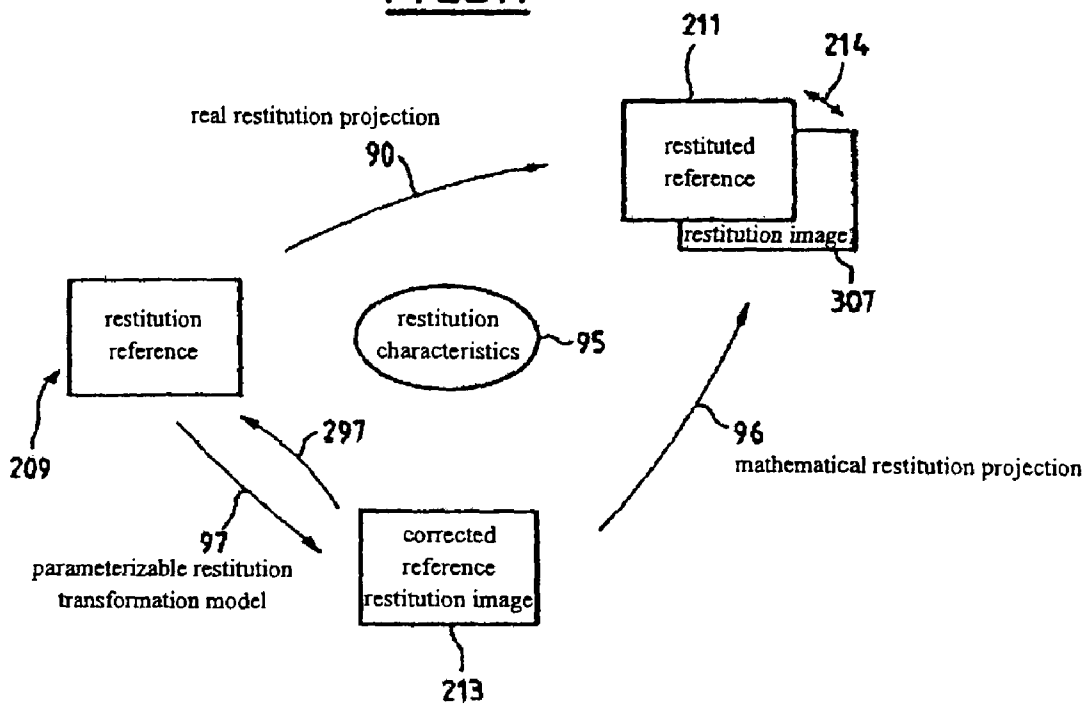 211
214
real restitution projection
90
restituted
reference
restitution image
307
restitution
reference
restitution
characteristics
95
209
297
96
mathematical restitution projection
97
parameterizable restitution
transformation model
corrected
reference
restitution image
213